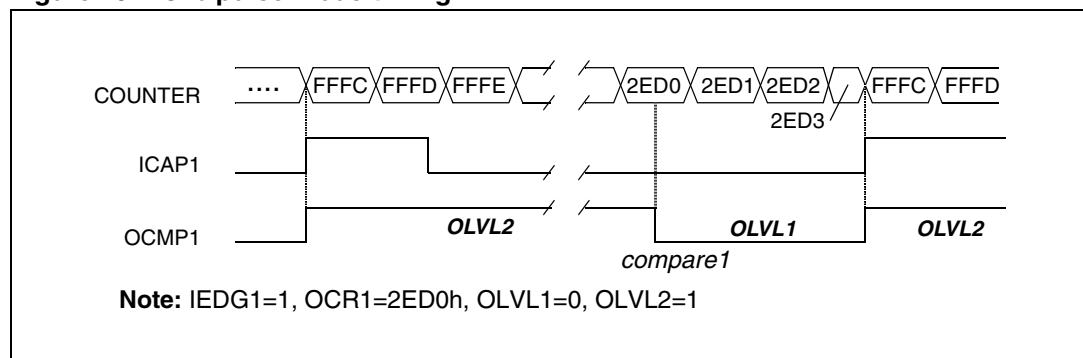 COUNTER
.... FFFC FFFD FFFE 2ED0 2ED1 2ED2 FFFC FFFD
2ED3
ICAP1
OCMP1
OLVL2 OLVL1 OLVL2
compare1
Note: IEDG1=1, OCR1=2ED0h, OLVL1=0, OLVL2=1